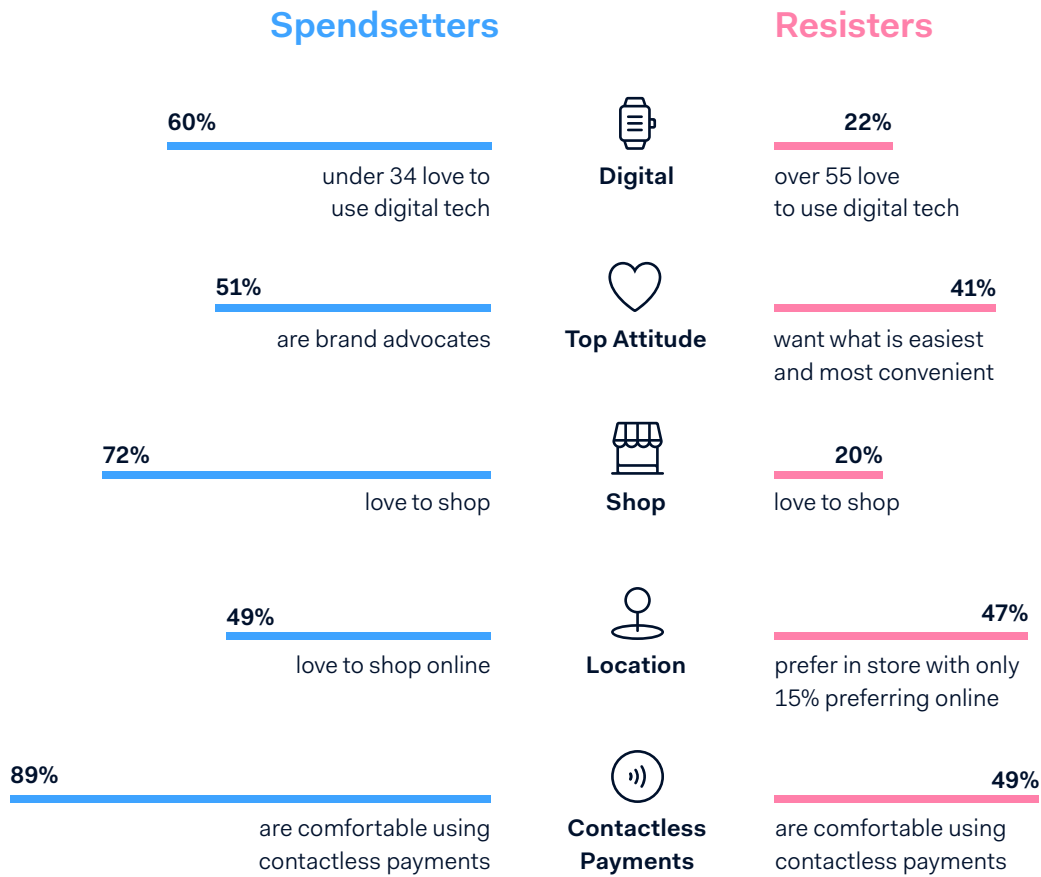 Spendsetters
Resisters
60%
under 34 love to
use digital tech
Digital
22%
over 55 love
to use digital tech
51%
are brand advocates
Top Attitude
41%
want what is easiest
and most convenient
72%
love to shop
Shop
20%
love to shop
49%
love to shop online
Location
47%
prefer in store with only
15% preferring online
89%
are comfortable using
contactless payments
Contactless
Payments
49%
are comfortable using
contactless payments